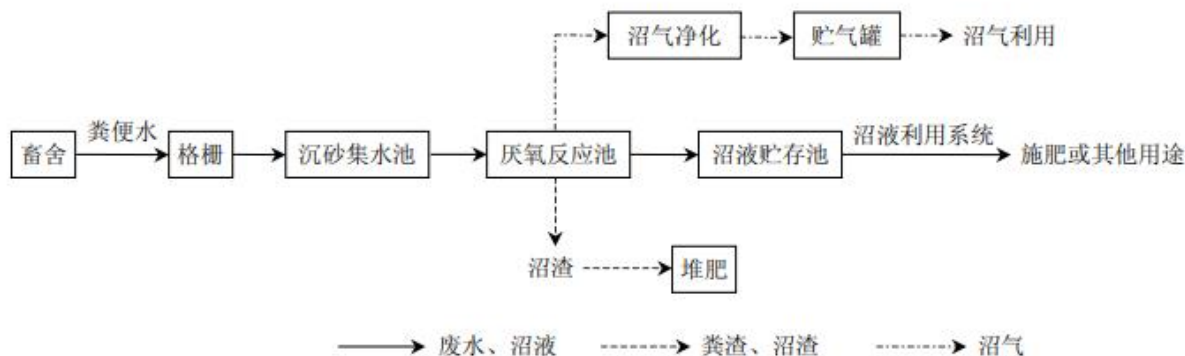 沼气净化
贮气罐
沼气利用
畜舍
粪便水
格栅
沉砂集水池
厌氧反应池
沼液贮存池
沼液利用系统
施肥或其他用途
沼渣
堆肥
废水、沼液
粪渣、沼渣
沼气